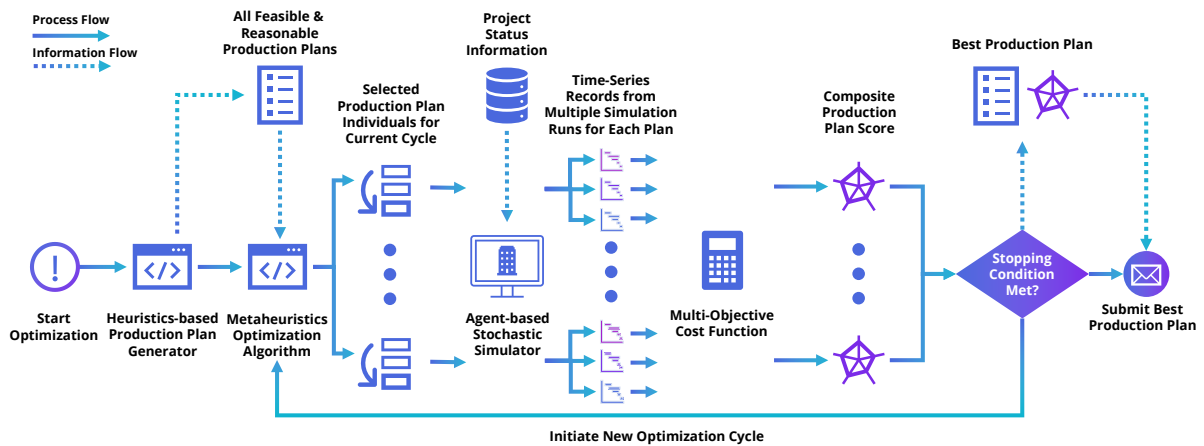 Process Flow
Information Flow
All Feasible &
Reasonable
Production Plans
Project
Status
Information
Best Production Plan
Selected
Production Plan
Individuals for
Current Cycle
Time-Series
Records from
Multiple Simulation
Runs for Each Plan
Composite
Production
Plan Score
</>
</>
!
Stopping
Condition
Met?
Start
Optimization
Heuristics-based
Production Plan
Generator
Metaheuristics
Optimization
Algorithm
Agent-based
Stochastic
Simulator
Multi-Objective
Cost Function
Submit Best
Production Plan
Initiate New Optimization Cycle